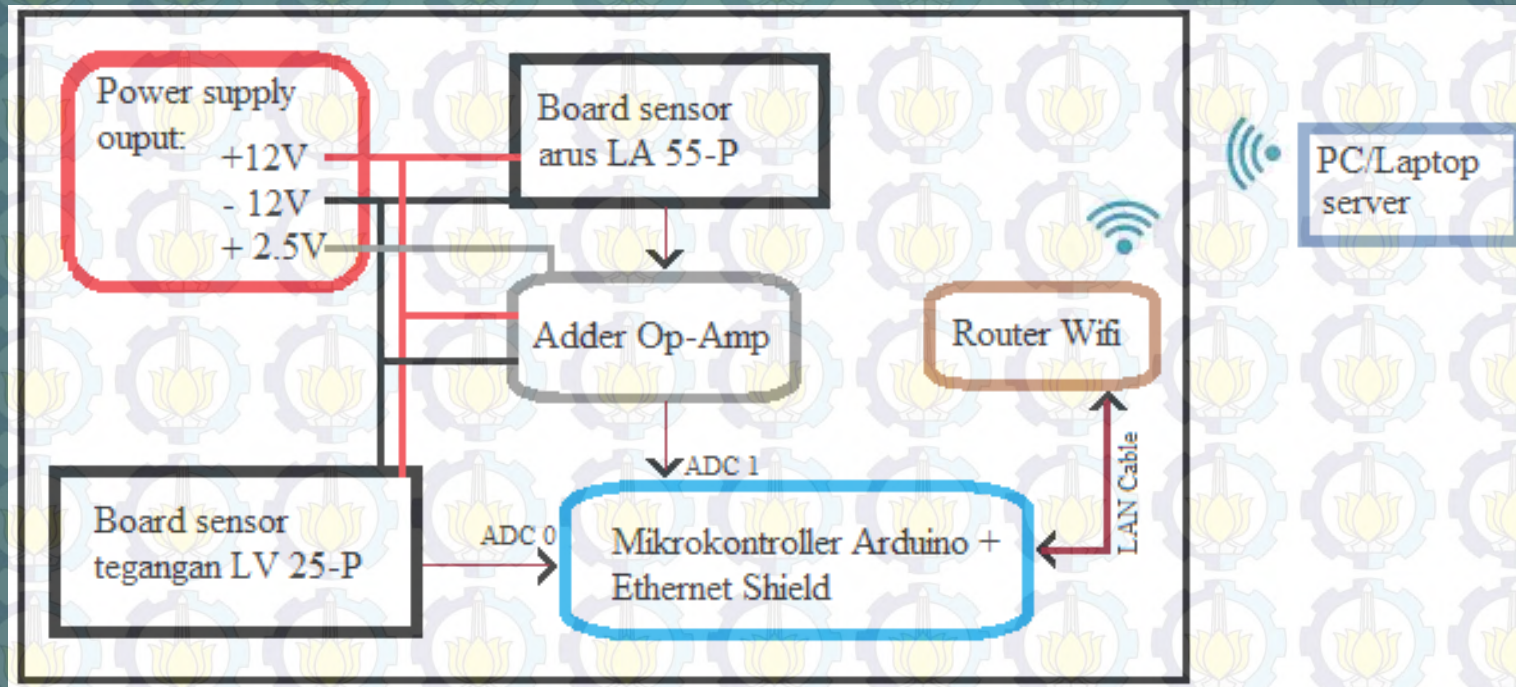 Power supply
ouput:
+12V
- 12V
+ 2.5V
Board sensor
arus LA 55-P
PC/Laptop
server
Adder Op-Amp
Router Wifi
ADC 1
LAN Cable
Board sensor
tegangan LV 25-P
ADC 0
Mikrokontroller Arduino +
Ethernet Shield